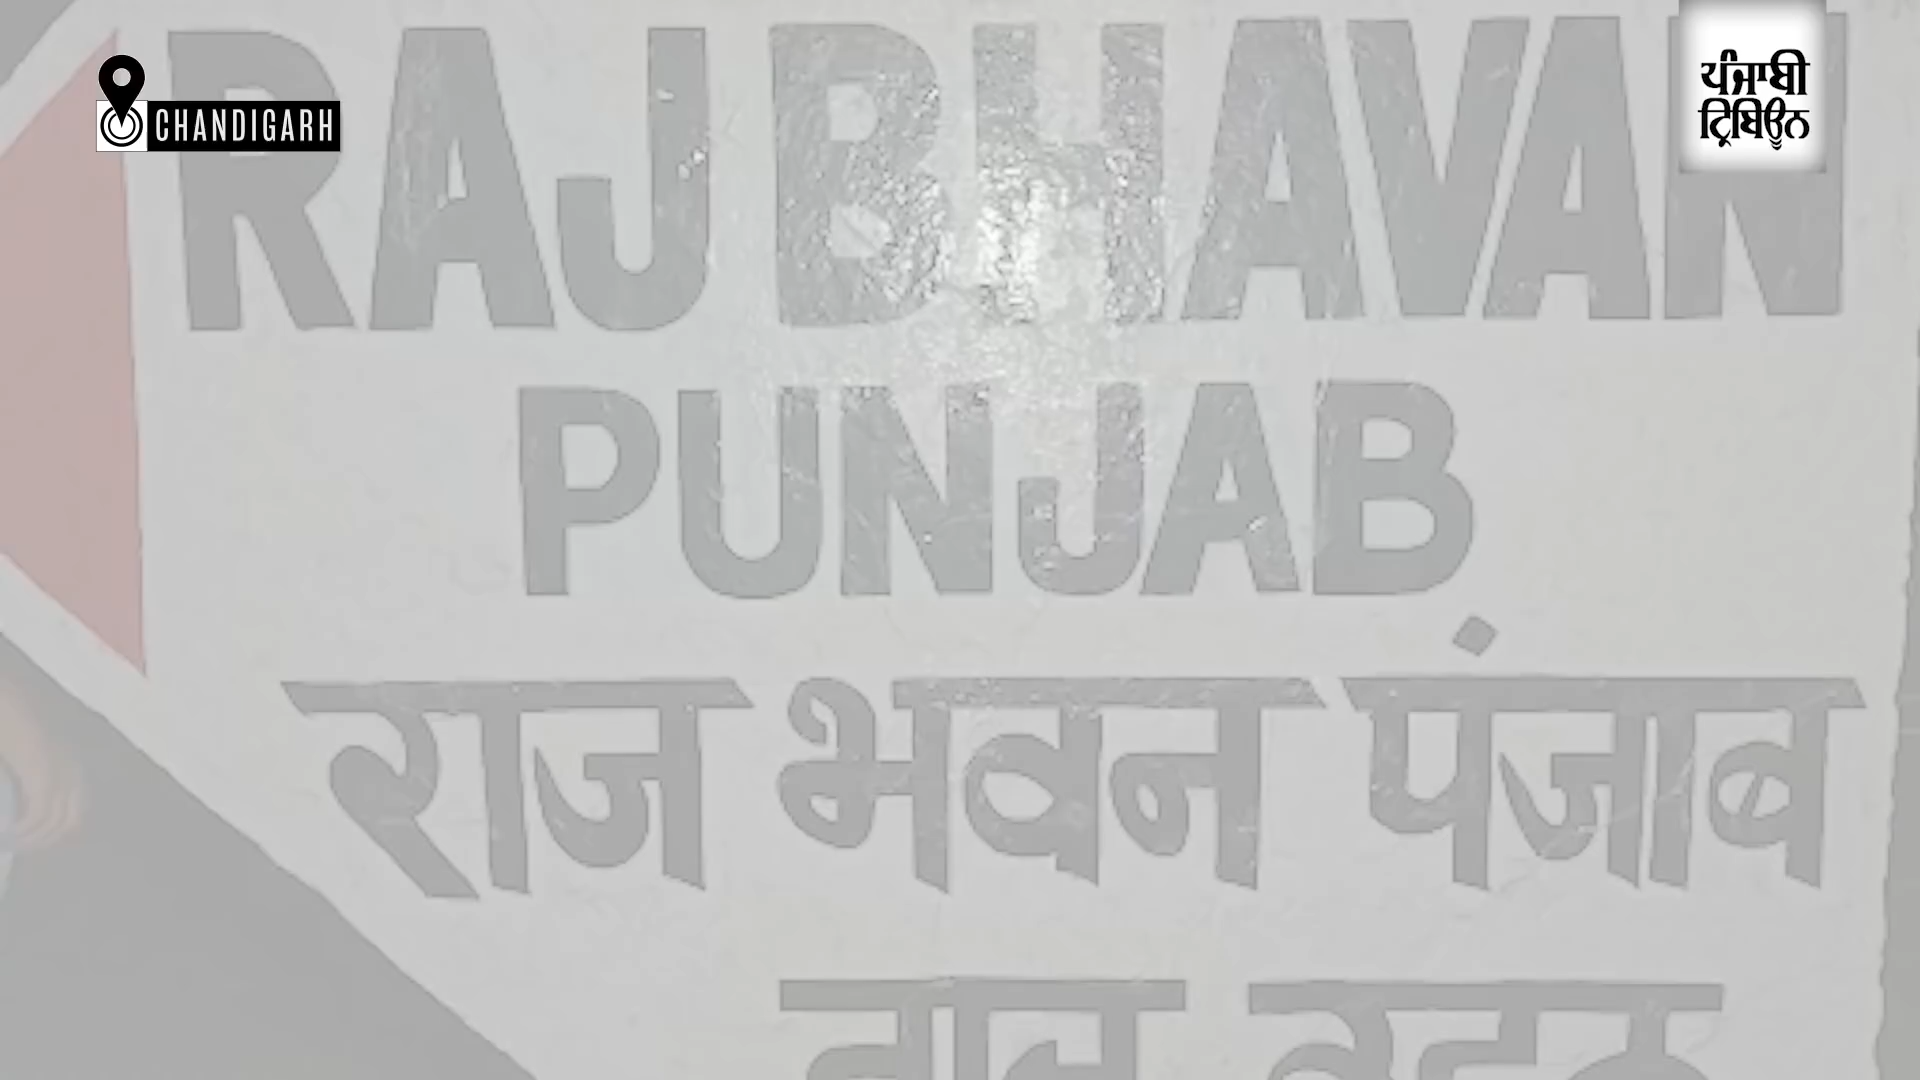 RAJ BHAVAN
CHANDIGARH
ਪੰਜਾਬੀ
ਟ੍ਰਿਬਿਊਨ
PUNJAB
राज भवन पंजाब